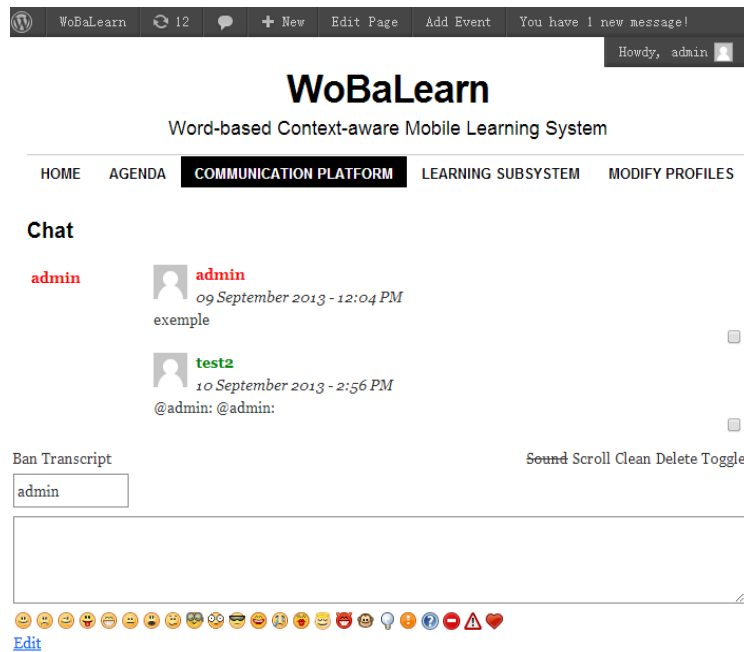 WoBaLearn 12 New Edit Page Add Event You have 1 new message!
Howdy, admin
WoBaLearn
Word-based Context-aware Mobile Learning System
HOME AGENDA COMMUNICATION PLATFORM LEARNING SUBSYSTEM MODIFY PROFILES
Chat
admin
admin
09 September 2013 - 12:04 PM
exemple
test2
10 September 2013 - 2:56 PM
@admin: @admin:
Ban Transcript Sound Scroll Clean Delete Toggle
admin
Edit